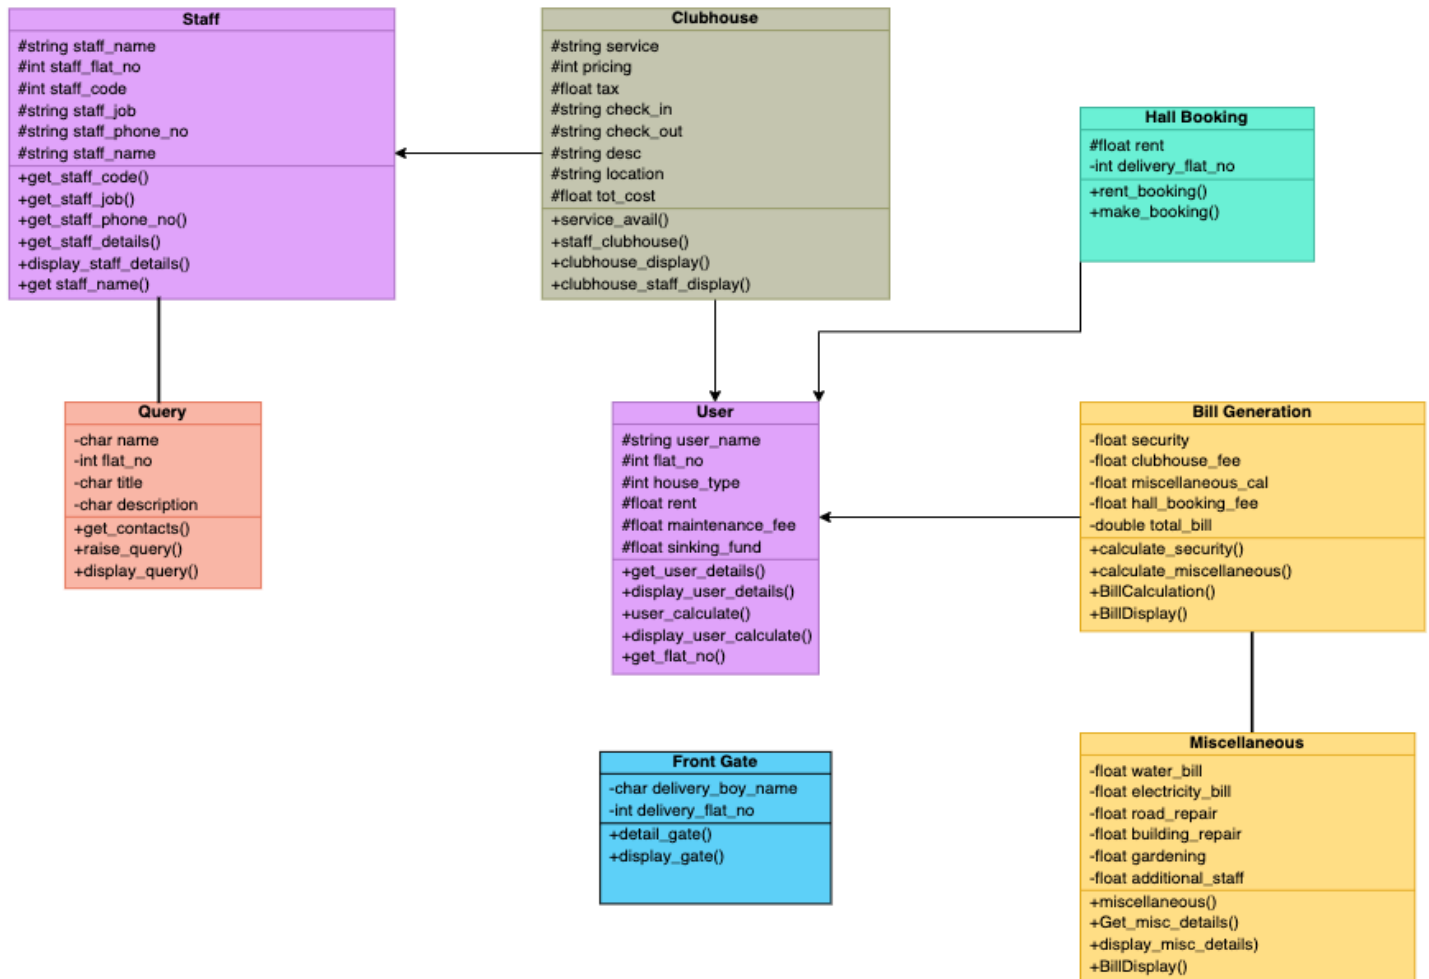 Staff
#string staff_name
#int staff_flat_no
#int staff_code
#string staff_job
#string staff_phone_no
#string staff_name
+get_staff_code()
+get_staff_job()
+get_staff_phone_no()
+get_staff_details()
+display_staff_details()
+get staff_name()
Clubhouse
#string service
#int pricing
#float tax
#string check_in
#string check_out
#string desc
#string location
#float tot_cost
+service_avail()
+staff_clubhouse()
+clubhouse_display()
+clubhouse_staff_display()
Hall Booking
#float rent
-int delivery_flat_no
+rent_booking()
+make_booking()
Query
-char name
-int flat_no
-char title
-char description
+get_contacts()
+raise_query()
+display_query()
User
#string user_name
#int flat_no
#int house_type
#float rent
#float maintenance_fee
#float sinking_fund
+get_user_details()
+display_user_details()
+user_calculate()
+display_user_calculate()
+get_flat_no()
Bill Generation
-float security
-float clubhouse_fee
-float miscellaneous_cal
-float hall_booking_fee
-double total_bill
+calculate_security()
+calculate_miscellaneous()
+BillCalculation()
+BillDisplay()
Front Gate
-char delivery_boy_name
-int delivery_flat_no
+detail_gate()
+display_gate()
Miscellaneous
-float water_bill
-float electricity_bill
-float road_repair
-float building_repair
-float gardening
-float additional_staff
+miscellaneous()
+Get_misc_details()
+display_misc_details)
+BillDisplay()